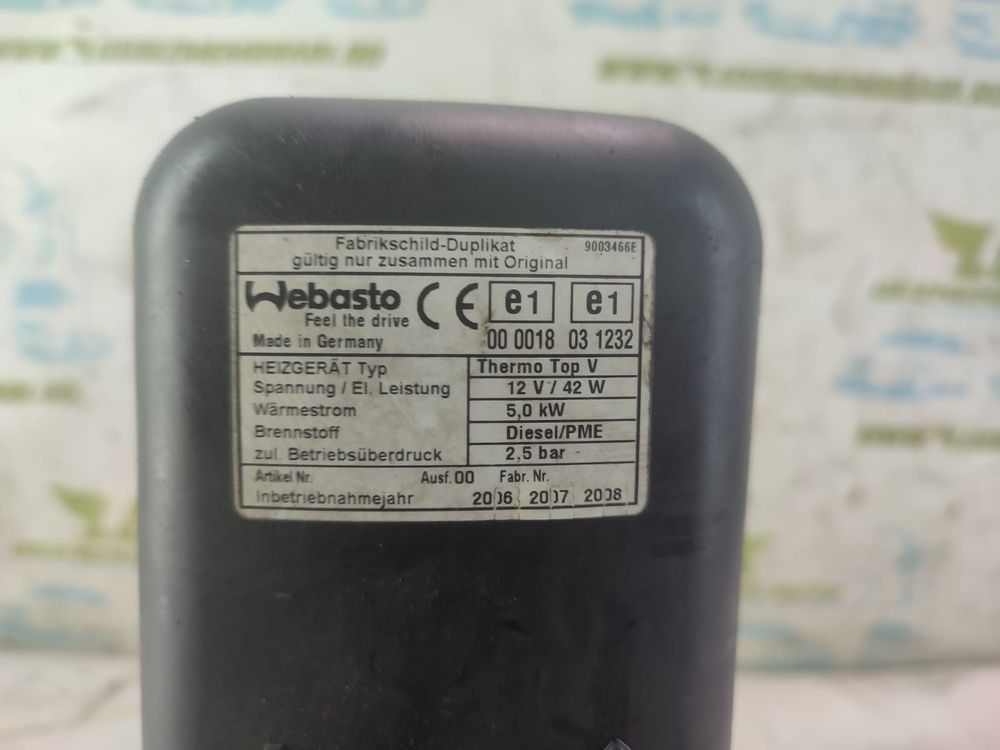 Fabrikschild-Duplikat 9003466E
gültig nur zusammen mit Original
Webasto CE e1 e1
Feel the drive
Made in Germany 00 0018 03 1232
HEIZGERÄT Typ Thermo Top V
Spannung / El. Leistung 12 V / 42 W
Wärmestrom 5,0 kW
Brennstoff Diesel/PME
zul. Betriebsüberdruck 2,5 bar
Artikel Nr. Ausf.00 Fabr. Nr.
Inbetriebnahmejahr 2006 2007 2008